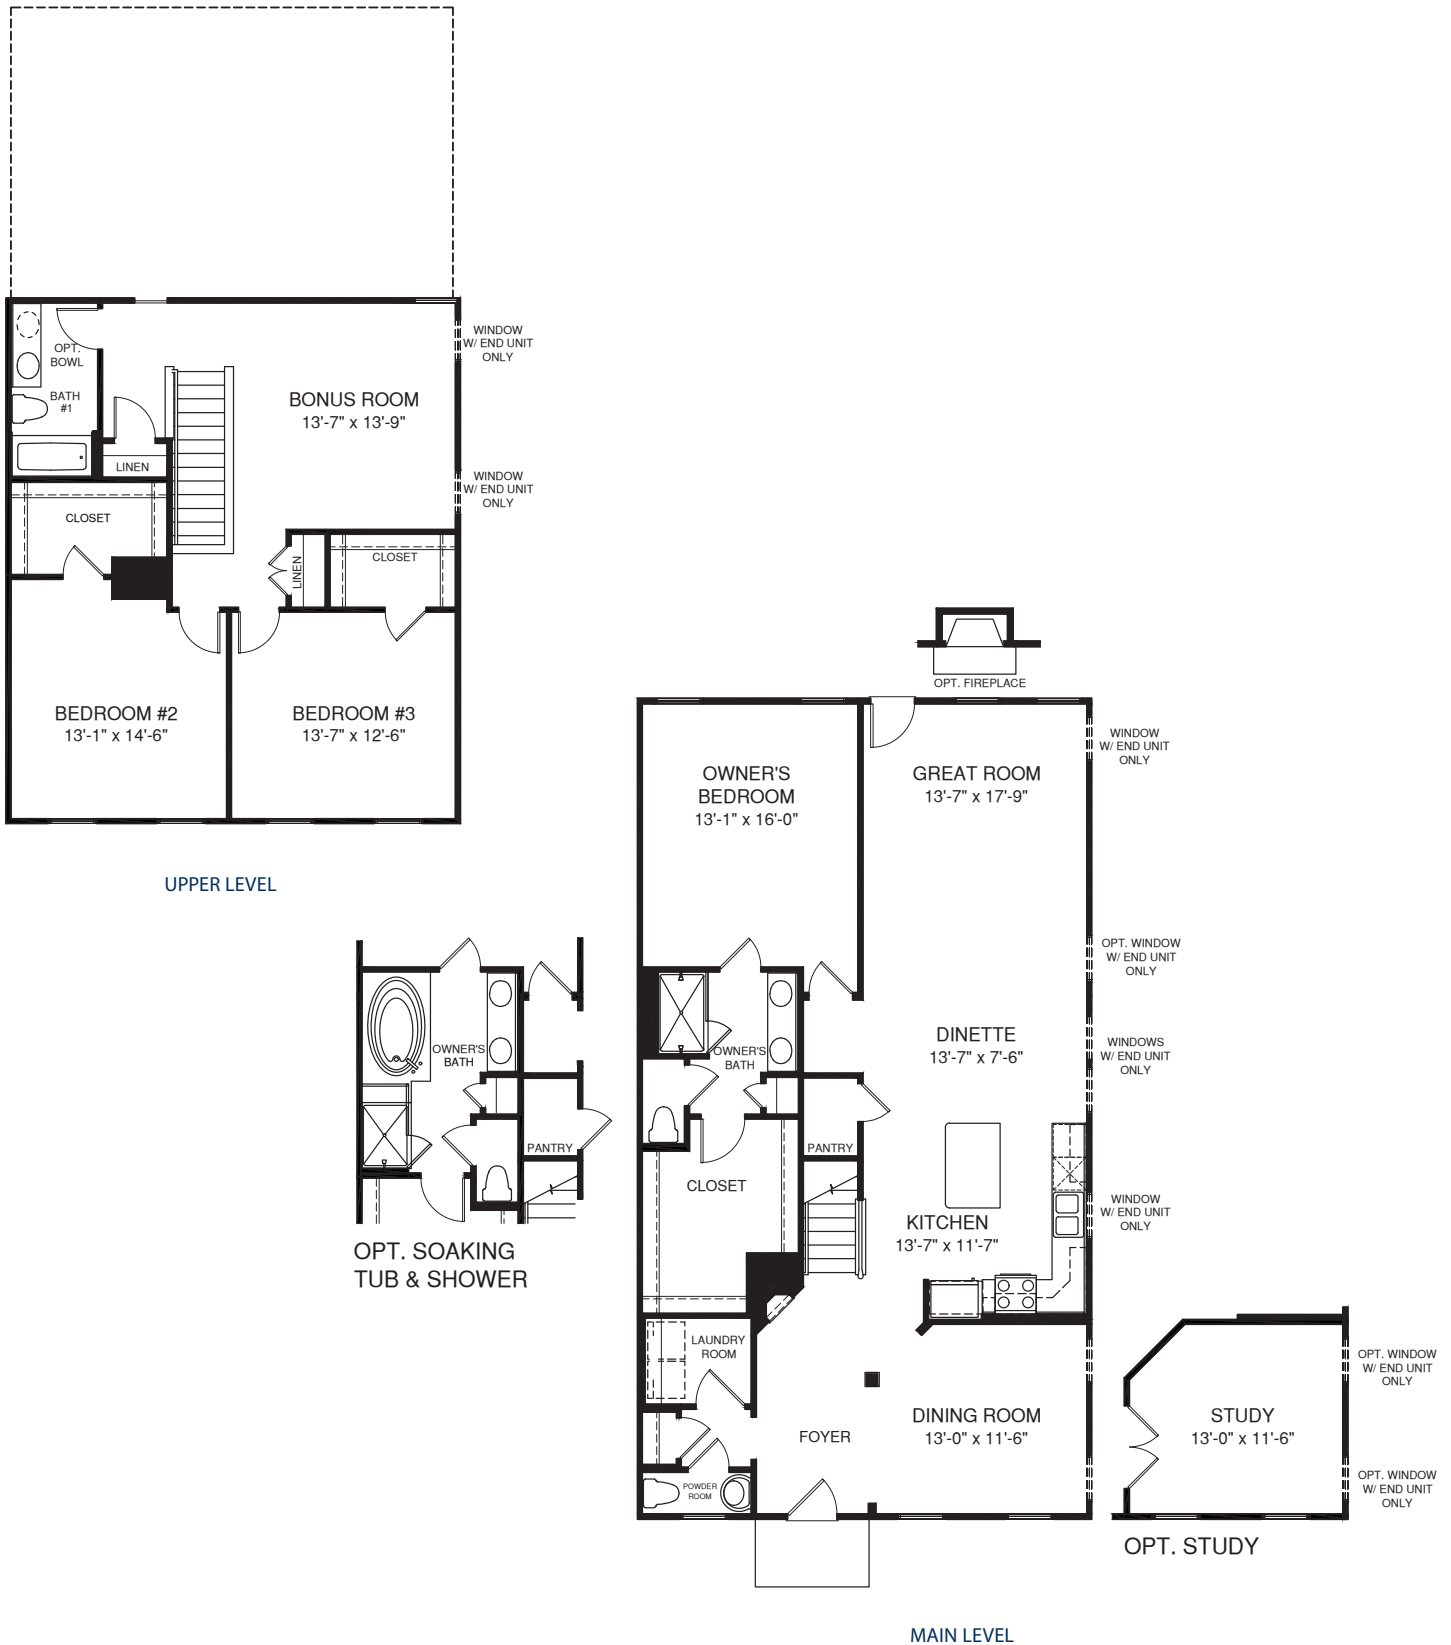 WINDOW
W/ END UNIT
ONLY
OPT.
BOWL
BATH
#1
BONUS ROOM
13'-7" x 13'-9"
LINEN
WINDOW
W/ END UNIT
ONLY
CLOSET
LINEN
CLOSET
BEDROOM #2
13'-1" x 14'-6"
BEDROOM #3
13'-7" x 12'-6"
UPPER LEVEL
OPT. FIREPLACE
OWNER'S
BEDROOM
13'-1" x 16'-0"
GREAT ROOM
13'-7" x 17'-9"
WINDOW
W/ END UNIT
ONLY
OPT. WINDOW
W/ END UNIT
ONLY
OWNER'S
BATH
PANTRY
OPT. SOAKING
TUB & SHOWER
OWNER'S
BATH
DINETTE
13'-7" x 7'-6"
WINDOWS
W/ END UNIT
ONLY
PANTRY
CLOSET
KITCHEN
13'-7" x 11'-7"
WINDOW
W/ END UNIT
ONLY
LAUNDRY
ROOM
FOYER
DINING ROOM
13'-0" x 11'-6"
POWDER
ROOM
OPT. WINDOW
W/ END UNIT
ONLY
STUDY
13'-0" x 11'-6"
OPT. WINDOW
W/ END UNIT
ONLY
OPT. STUDY
MAIN LEVEL